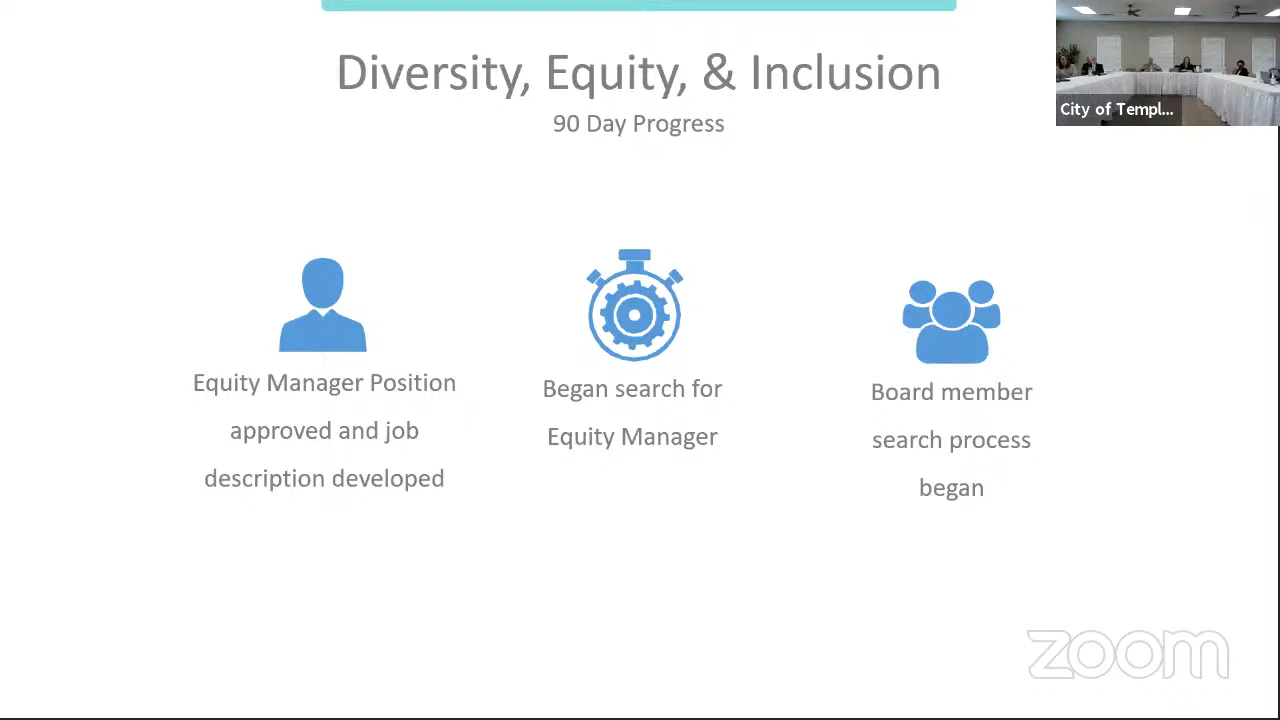 Diversity, Equity, & Inclusion
90 Day Progress
City of Templ...
Equity Manager Position
approved and job
description developed
Began search for
Equity Manager
Board member
search process
began
zoom